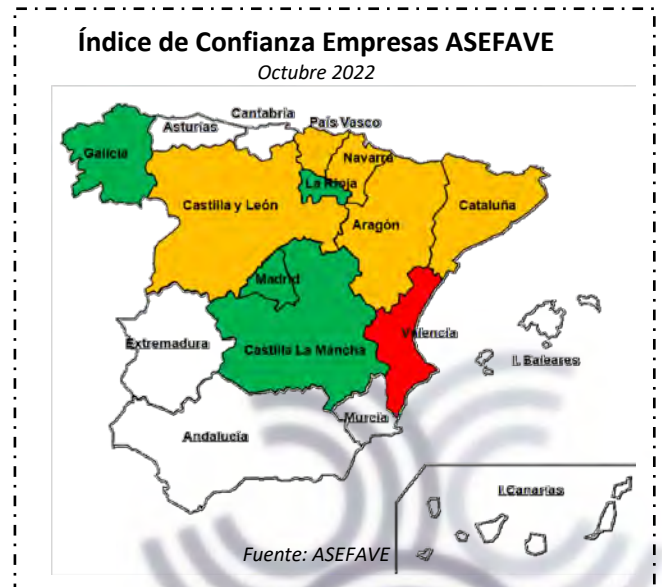 Índice de Confianza Empresas ASEFAVE
Octubre 2022
Cantabria
Asturias
País Vasco
Galicia
Navarra
La Rioja
Castilla y León
Cataluña
Aragón
Madrid
Valencia
Extremadura
Castilla La Mancha
I. Baleares
Murcia
Andalucía
I.Canarias
Fuente: ASEFAVE